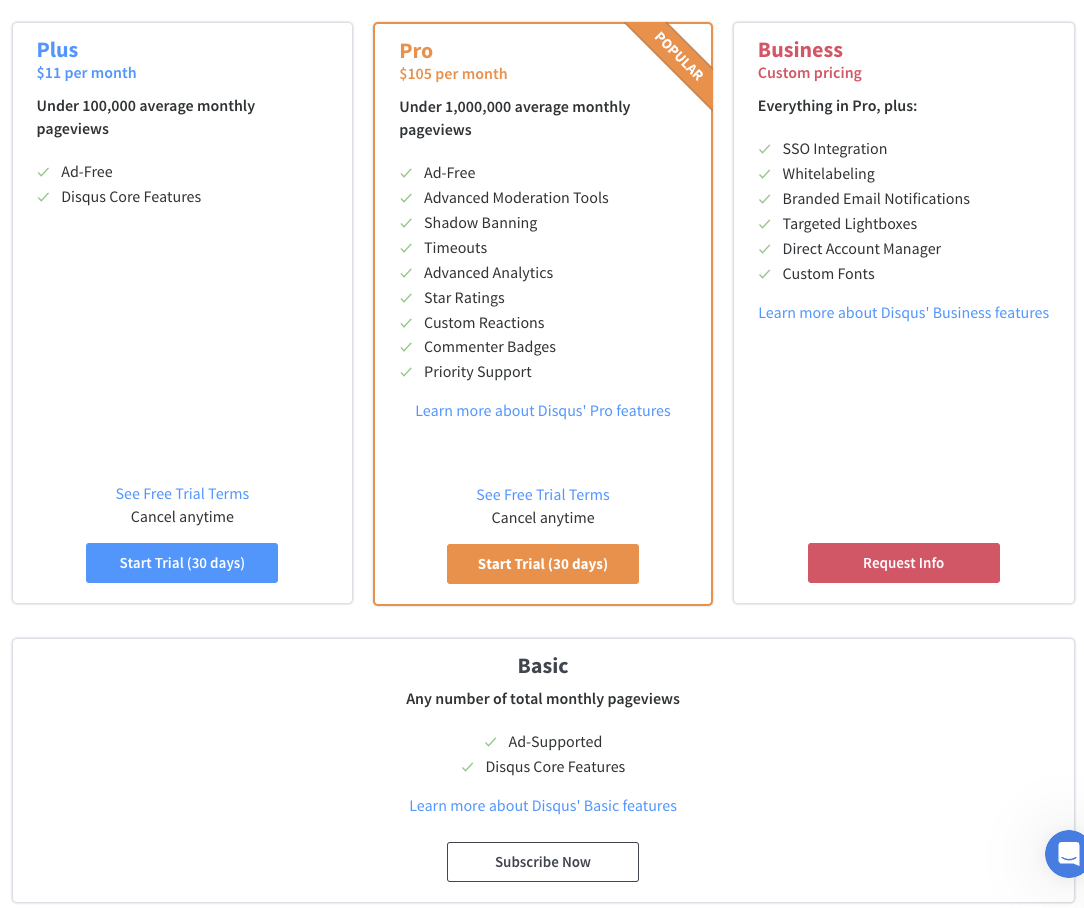 Plus
$11 per month
Under 100,000 average monthly
pageviews
Ad-Free
Disqus Core Features
See Free Trial Terms
Cancel anytime
Start Trial (30 days)
POPULAR
Pro
$105 per month
Under 1,000,000 average monthly
pageviews
Ad-Free
Advanced Moderation Tools
Shadow Banning
Timeouts
Advanced Analytics
Star Ratings
Custom Reactions
Commenter Badges
Priority Support
Learn more about Disqus' Pro features
See Free Trial Terms
Cancel anytime
Start Trial (30 days)
Business
Custom pricing
Everything in Pro, plus:
SSO Integration
Whitelabeling
Branded Email Notifications
Targeted Lightboxes
Direct Account Manager
Custom Fonts
Learn more about Disqus' Business features
Request Info
Basic
Any number of total monthly pageviews
Ad-Supported
Disqus Core Features
Learn more about Disqus' Basic features
Subscribe Now